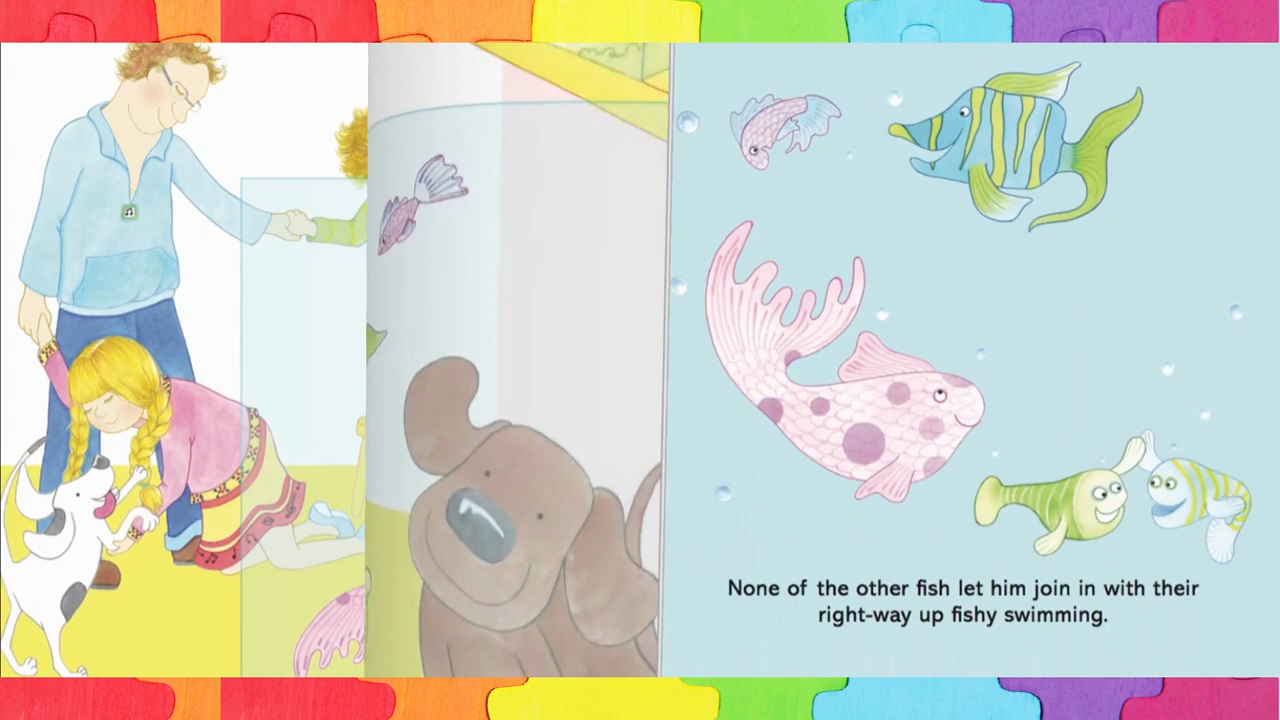 None of the other fish let him join in with their
right-way up fishy swimming.